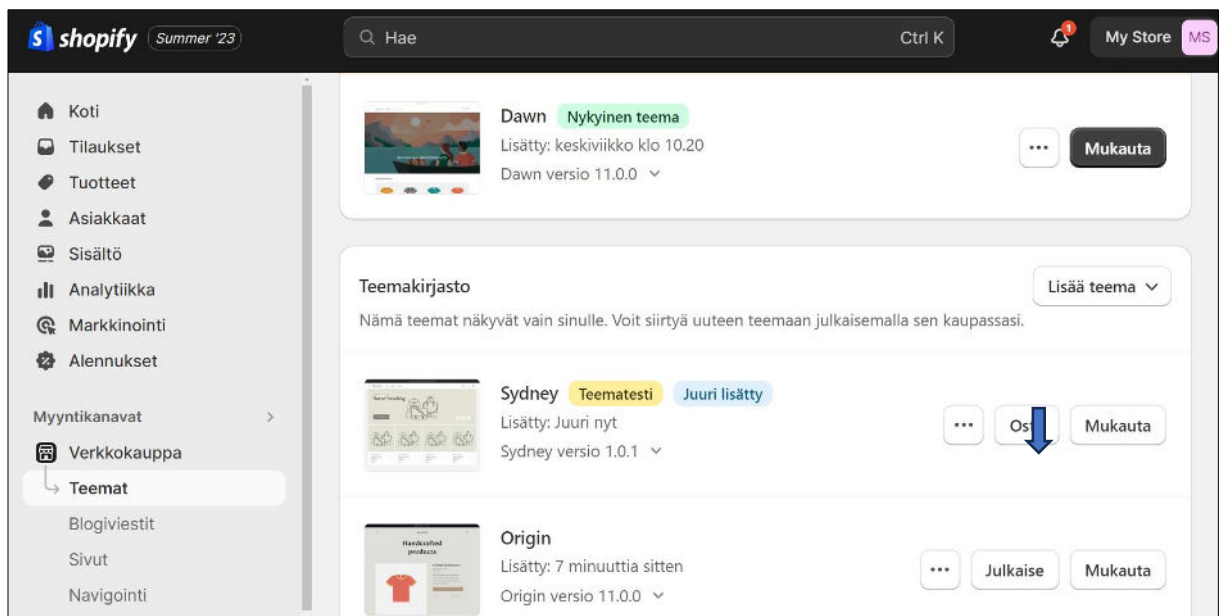 shopify Summer '23
Hae Ctrl K
1
My Store MS
Koti
Tilaukset
Tuotteet
Asiakkaat
Sisältö
Analytiikka
Markkinointi
Alennukset
Myyntikanavat
Verkkokauppa
Teemat
Blogiviestit
Sivut
Navigointi
Dawn Nykyinen teema
Lisätty: keskiviikko klo 10.20
Dawn versio 11.0.0
Mukauta
Teemakirjasto
Lisää teema
Nämä teemat näkyvät vain sinulle. Voit siirtyä uuteen teemaan julkaisemalla sen kaupassasi.
Sydney Teematesti Juuri lisätty
Lisätty: Juuri nyt
Sydney versio 1.0.1
Mukauta
Handcrafted
products
Origin
Lisätty: 7 minuuttia sitten
Origin versio 11.0.0
Julkaise Mukauta